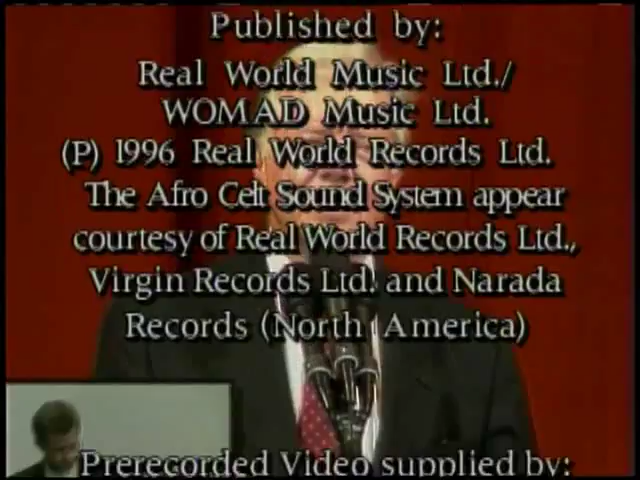 Published by:
Real World Music Ltd./
WOMAD Music Ltd.
(P) 1996 Real World Records Ltd.
The Afro Celt Sound System appear
courtesy of Real World Records Ltd.,
Virgin Records Ltd. and Narada
Records (North America)
Prerecorded Video supplied by: